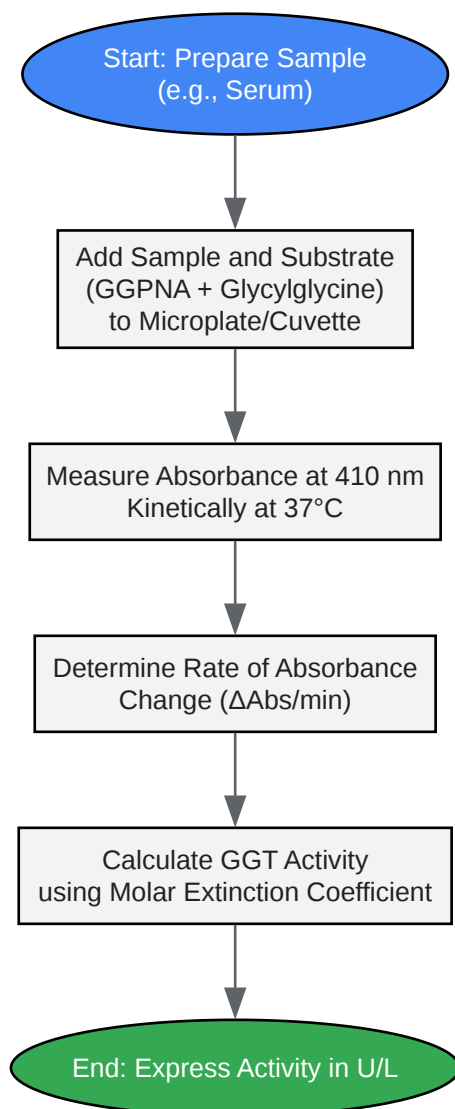 Start: Prepare Sample
(e.g., Serum)
Add Sample and Substrate
(GGPNA + Glycylglycine)
to Microplate/Cuvette
Measure Absorbance at 410 nm
Kinetically at 37°C
Determine Rate of Absorbance
Change (ΔAbs/min)
Calculate GGT Activity
using Molar Extinction Coefficient
End: Express Activity in U/L